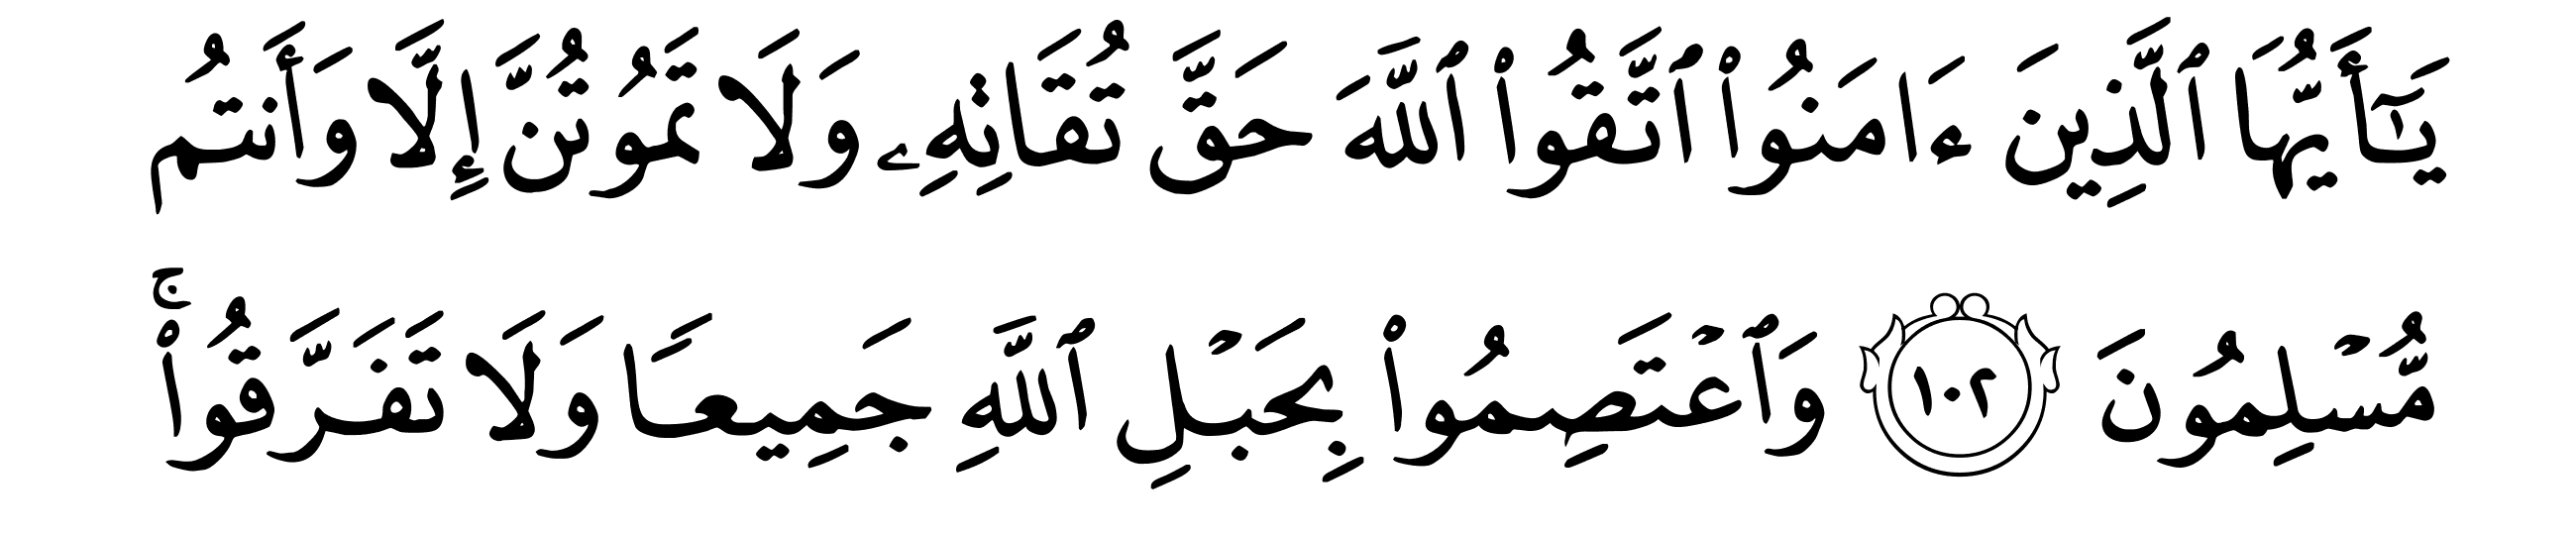 يَـٰٓأَيُّهَا ٱلَّذِينَ ءَامَنُوا۟ ٱتَّقُوا۟ ٱللَّهَ حَقَّ تُقَاتِهِۦ وَلَا تَمُوتُنَّ إِلَّا وَأَنتُم
مُّسْلِمُونَ ١٠٢ وَٱعْتَصِمُوا۟ بِحَبْلِ ٱللَّهِ جَمِيعًا وَلَا تَفَرَّقُوا۟ ۚ